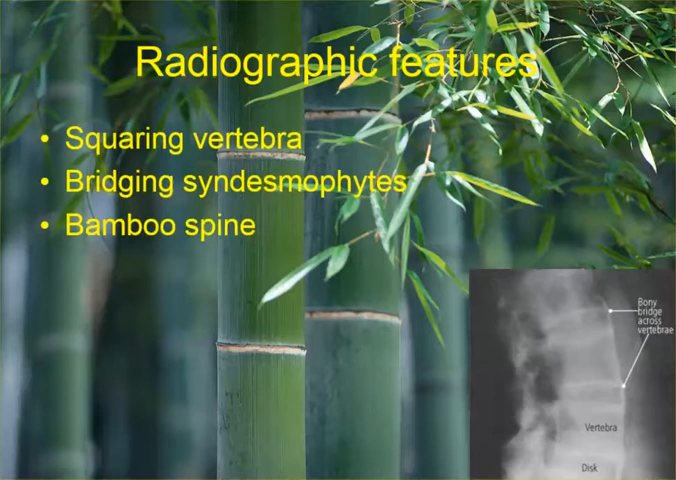 Radiographic features
• Squaring vertebra
• Bridging syndesmophytes
• Bamboo spine
Bony
bridge
across
vertebrae
Vertebra
Disk